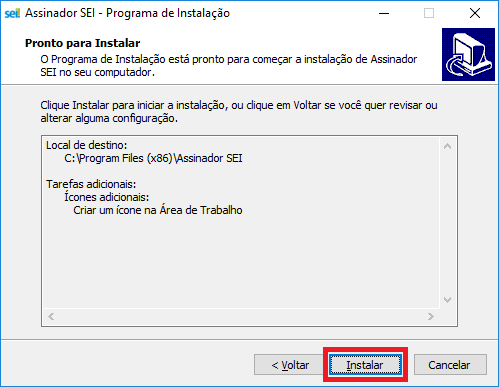 sei! Assinador SEI - Programa de Instalação
Pronto para Instalar
O Programa de Instalação está pronto para começar a instalação de Assinador
SEI no seu computador.
Clique Instalar para iniciar a instalação, ou clique em Voltar se você quer revisar ou
alterar alguma configuração.
Local de destino:
C:\Program Files (x86)\Assinador SEI
Tarefas adicionais:
Ícones adicionais:
Criar um ícone na Área de Trabalho
< Voltar
Instalar
Cancelar